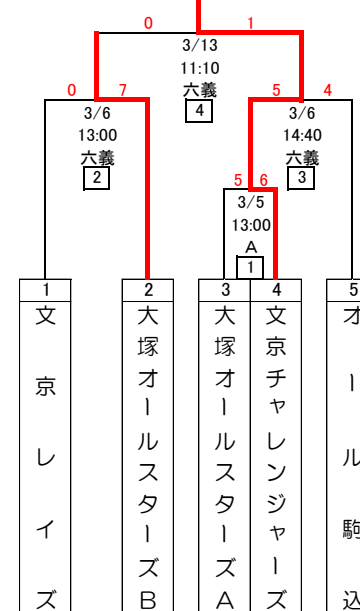 0 1
3/13
11:10
六義
4
0 7
3/6
13:00
六義
2
5 4
3/6
14:40
六義
3
5 6
3/5
13:00
A
1
1 2 3 4 5
文京レイズ
大塚オールスターズB
大塚オールスターズA
文京チャレンジャーズ
オール駒込